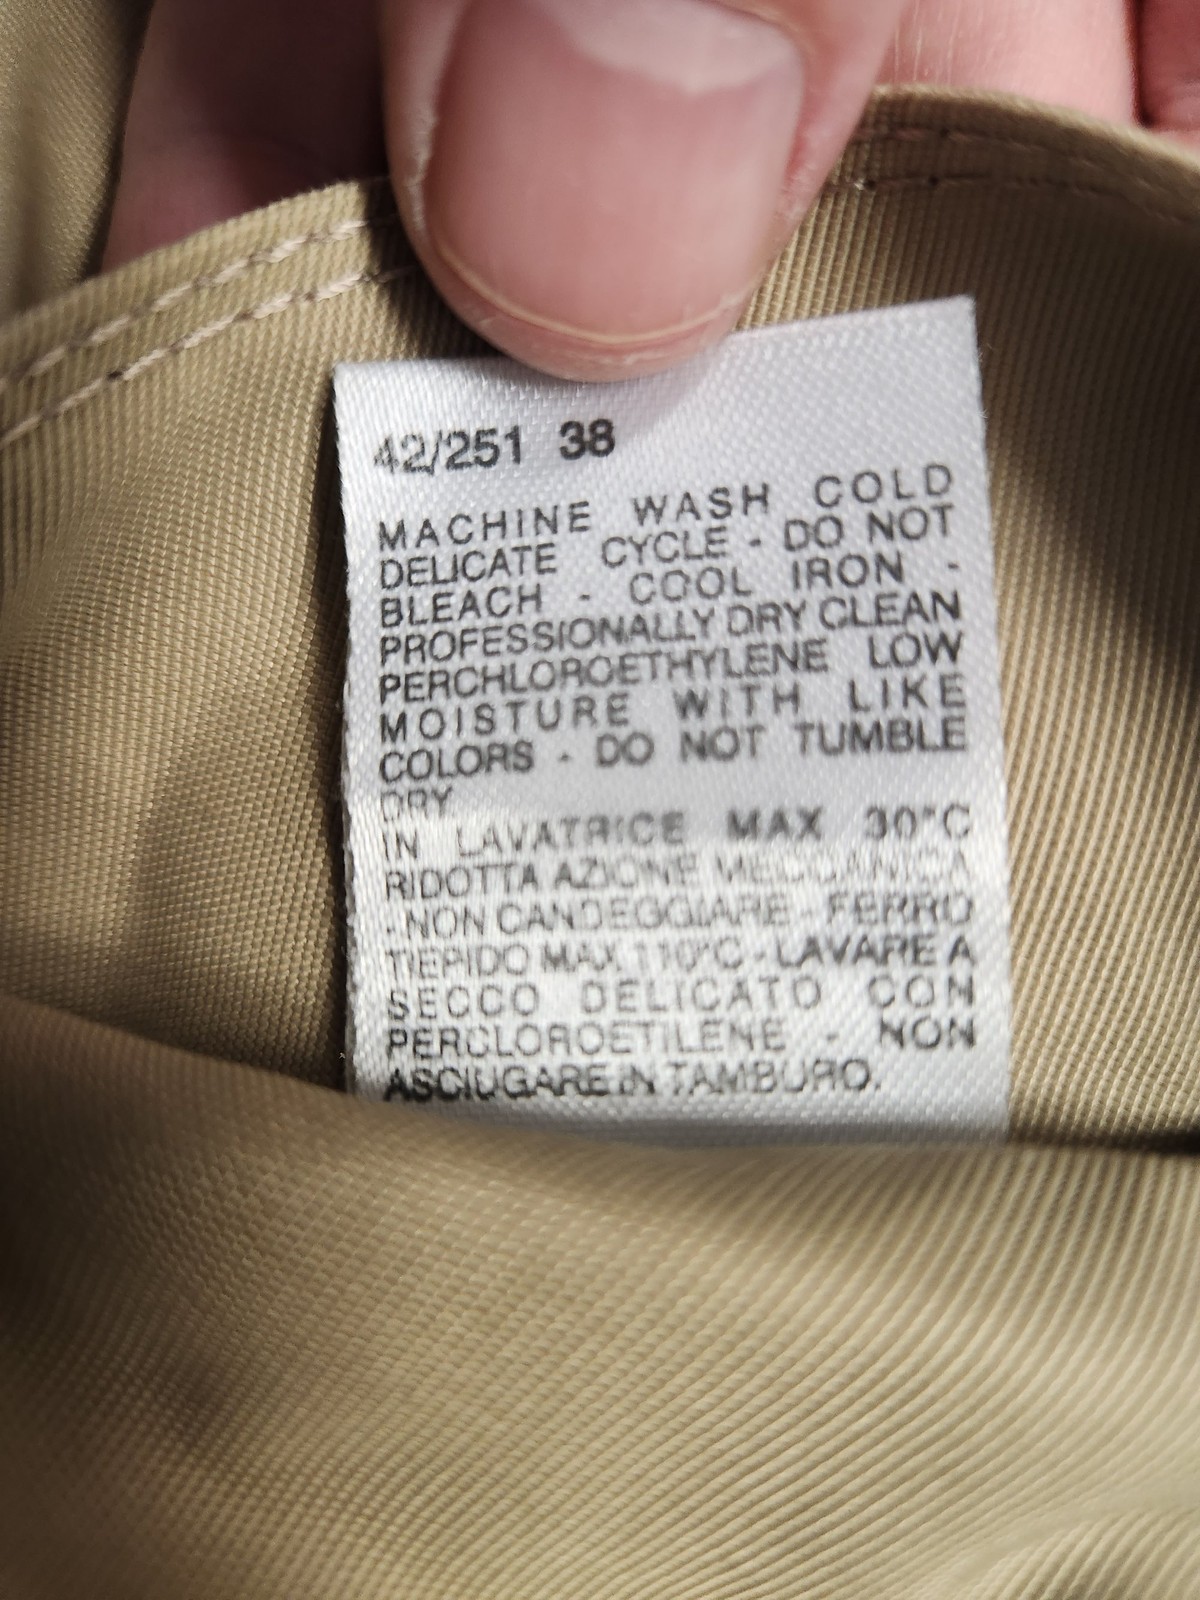 42/251 38
MACHINE WASH COLD
DELICATE CYCLE - DO NOT
BLEACH - COOL IRON -
PROFESSIONALLY DRY CLEAN
PERCHLOROETHYLENE LOW
MOISTURE WITH LIKE
COLORS - DO NOT TUMBLE
DRY
IN LAVATRICE MAX 30°C
RIDOTTA AZIONE MECCANICA
- NON CANDEGGIARE - FERRO
TIEPIDO MAX 110°C - LAVARE A
SECCO DELICATO CON
PERCLOROETILENE - NON
ASCIUGARE IN TAMBURO.